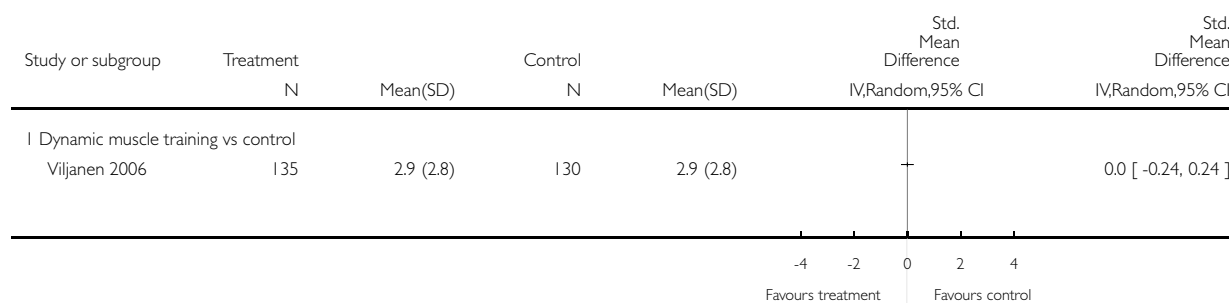 Std. Std.
Mean Mean
Study or subgroup Treatment Control Difference Difference
N Mean(SD) N Mean(SD) IV,Random,95% CI IV,Random,95% CI
1 Dynamic muscle training vs control
Viljanen 2006 135 2.9 (2.8) 130 2.9 (2.8) 0.0 [ -0.24, 0.24 ]
-4 -2 0 2 4
Favours treatment Favours control